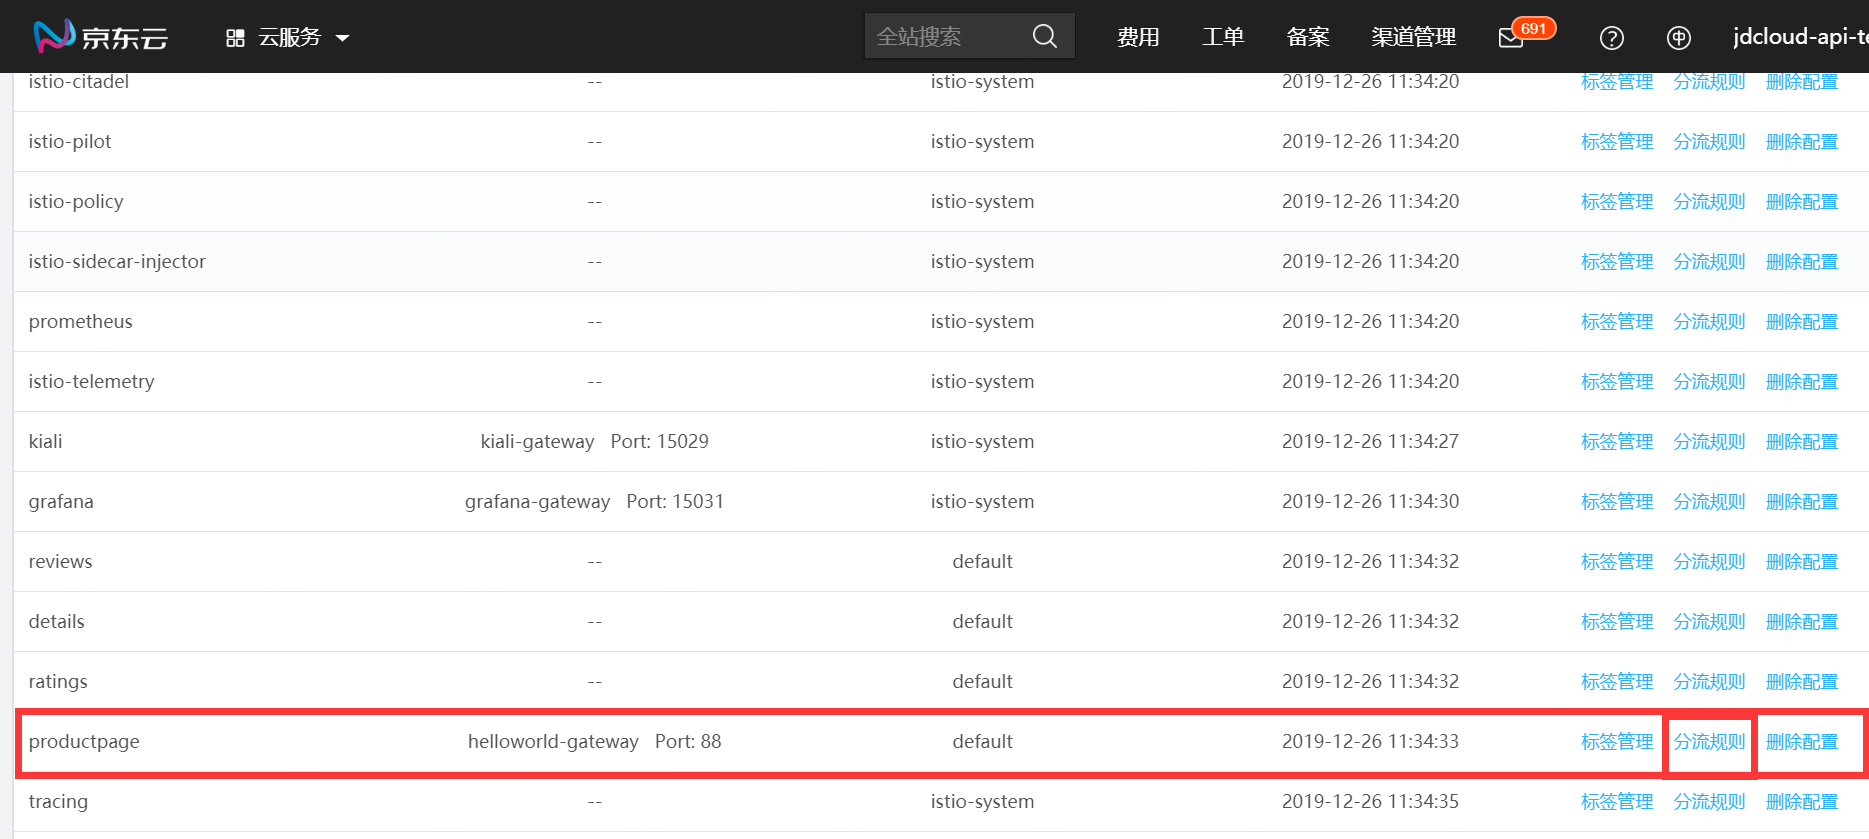 京东云 云服务 全站搜索 费用 工单 备案 渠道管理 691 jdcloud-api-te
istio-citadel -- istio-system 2019-12-26 11:34:20 标签管理 分流规则 删除配置
istio-pilot -- istio-system 2019-12-26 11:34:20 标签管理 分流规则 删除配置
istio-policy -- istio-system 2019-12-26 11:34:20 标签管理 分流规则 删除配置
istio-sidecar-injector -- istio-system 2019-12-26 11:34:20 标签管理 分流规则 删除配置
prometheus -- istio-system 2019-12-26 11:34:20 标签管理 分流规则 删除配置
istio-telemetry -- istio-system 2019-12-26 11:34:20 标签管理 分流规则 删除配置
kiali kiali-gateway Port: 15029 istio-system 2019-12-26 11:34:27 标签管理 分流规则 删除配置
grafana grafana-gateway Port: 15031 istio-system 2019-12-26 11:34:30 标签管理 分流规则 删除配置
reviews -- default 2019-12-26 11:34:32 标签管理 分流规则 删除配置
details -- default 2019-12-26 11:34:32 标签管理 分流规则 删除配置
ratings -- default 2019-12-26 11:34:32 标签管理 分流规则 删除配置
productpage helloworld-gateway Port: 88 default 2019-12-26 11:34:33 标签管理 分流规则 删除配置
tracing -- istio-system 2019-12-26 11:34:35 标签管理 分流规则 删除配置